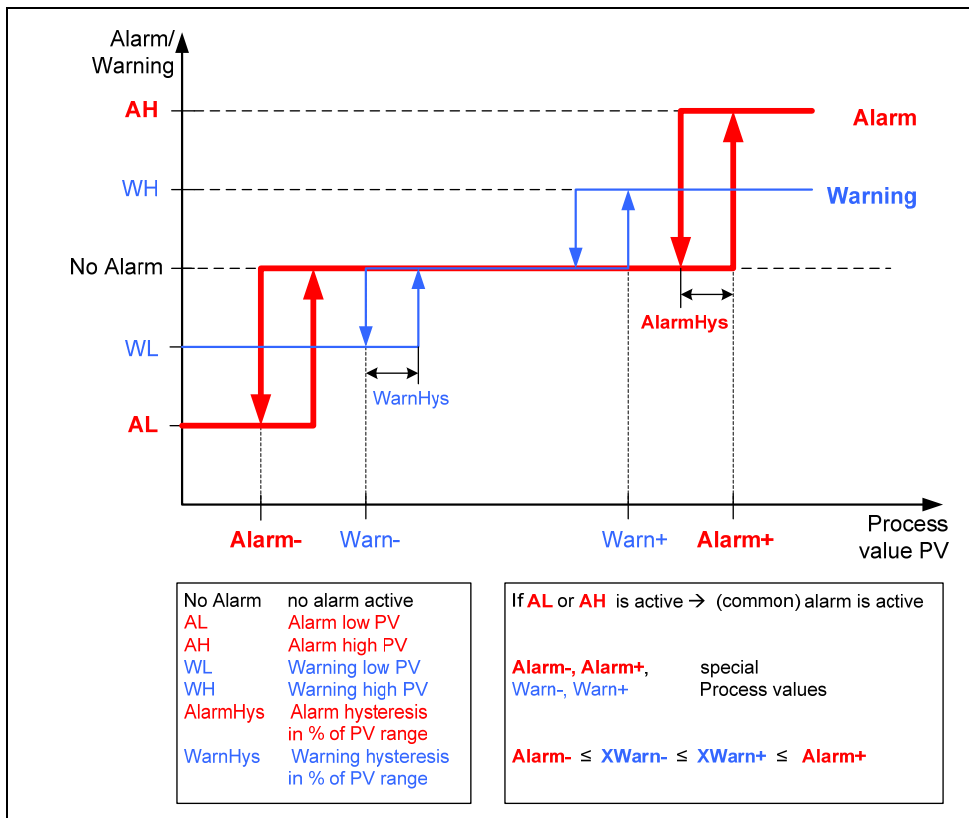 Alarm/
Warning
AH
Alarm
WH
Warning
No Alarm
AlarmHys
WL
WarnHys
AL
Process
value PV
Alarm- Warn- Warn+ Alarm+
No Alarm no alarm active
AL Alarm low PV
AH Alarm high PV
WL Warning low PV
WH Warning high PV
AlarmHys Alarm hysteresis
in % of PV range
WarnHys Warning hysteresis
in % of PV range
If AL or AH is active → (common) alarm is active
Alarm-, Alarm+, special
Warn-, Warn+ Process values
Alarm- ≤ XWarn- ≤ XWarn+ ≤ Alarm+